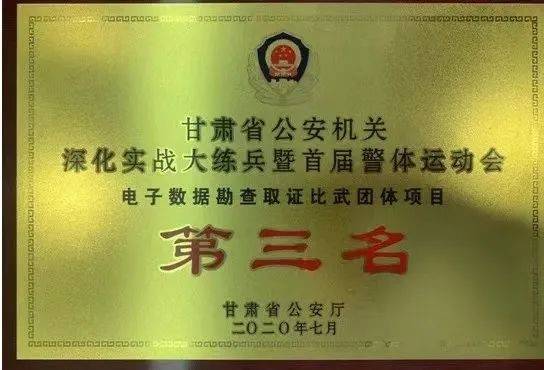 甘肃省公安机关
深化实战大练兵暨首届警体运动会
电子数据勘查取证比武团体项目
第三名
甘肃省公安厅
二〇二〇年七月